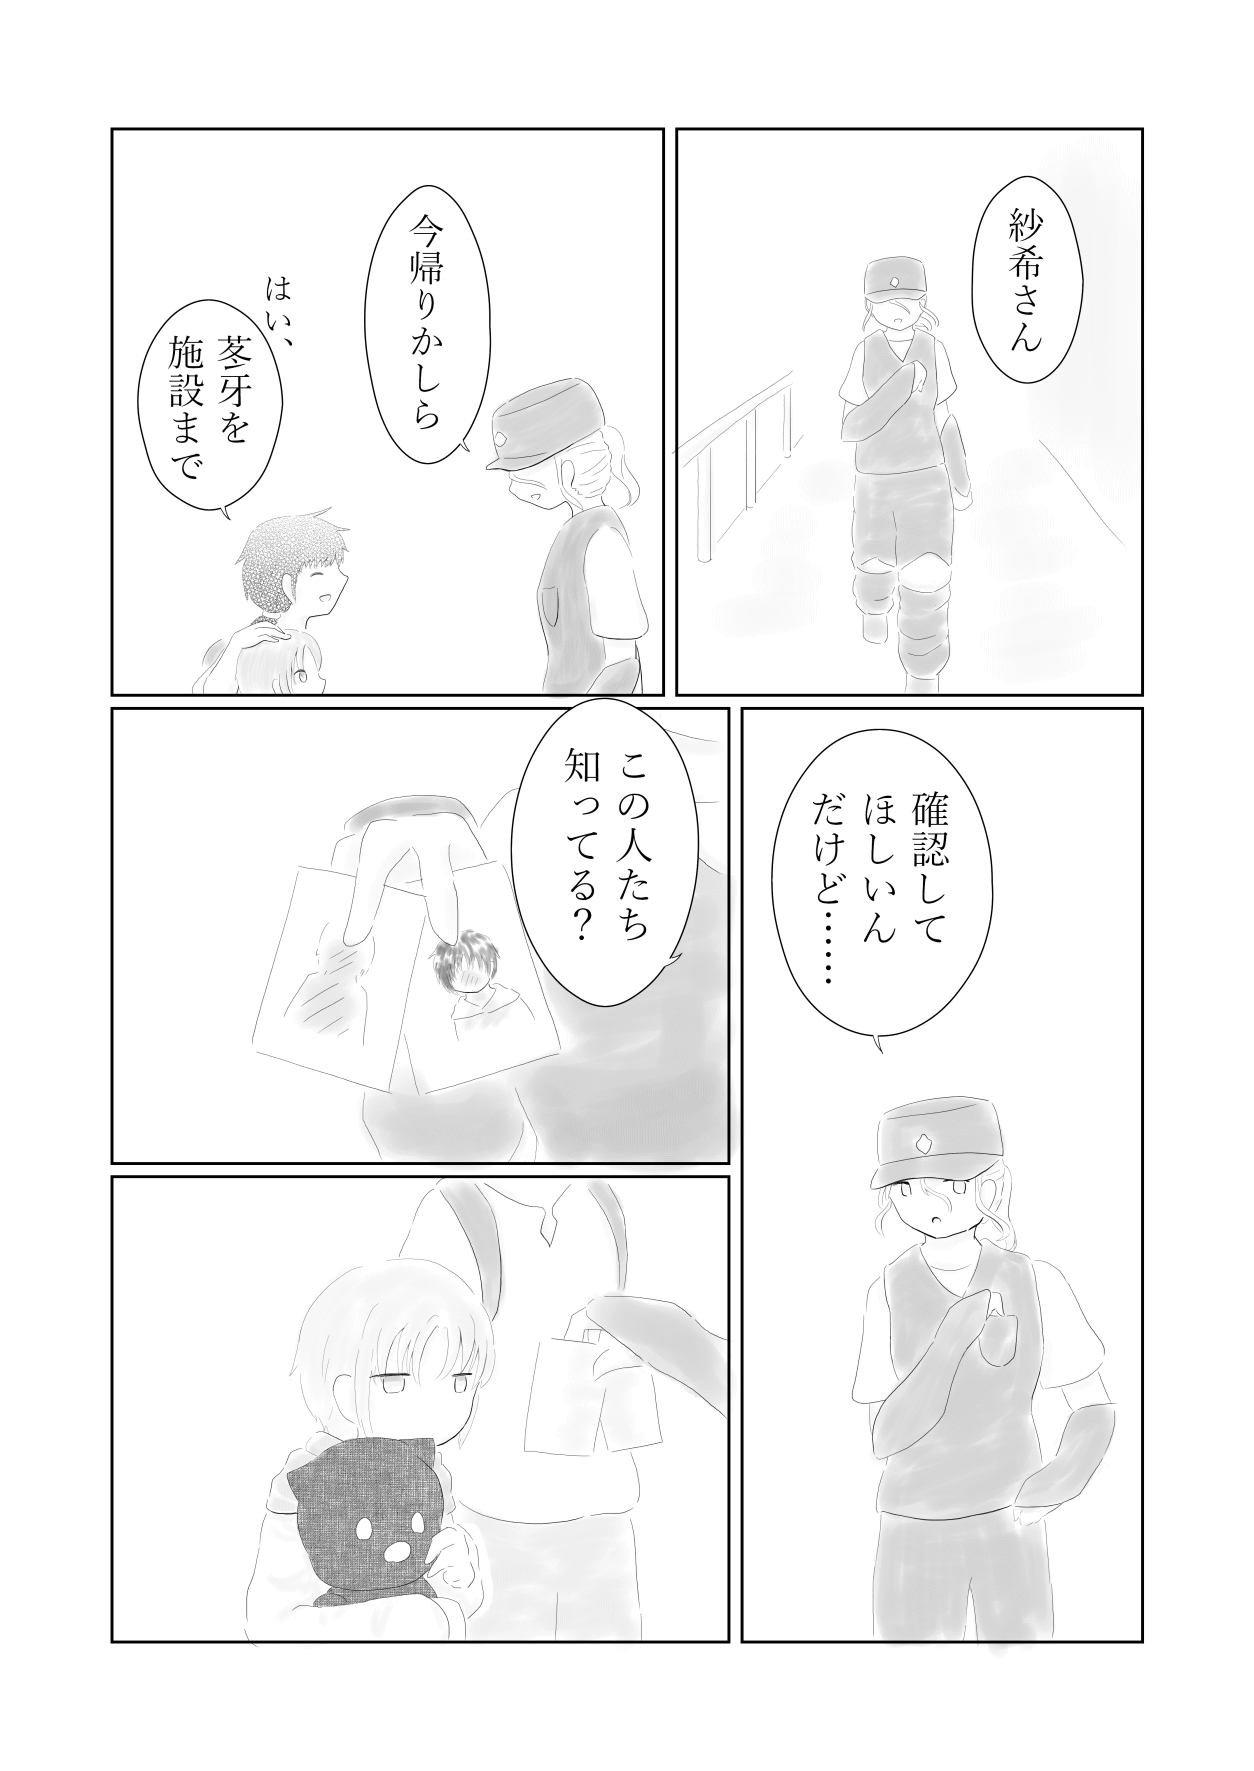 紗希さん
今帰りかしら
はい、
苳牙を
施設まで
確認して
ほしいん
だけど……
この人たち
知ってる？